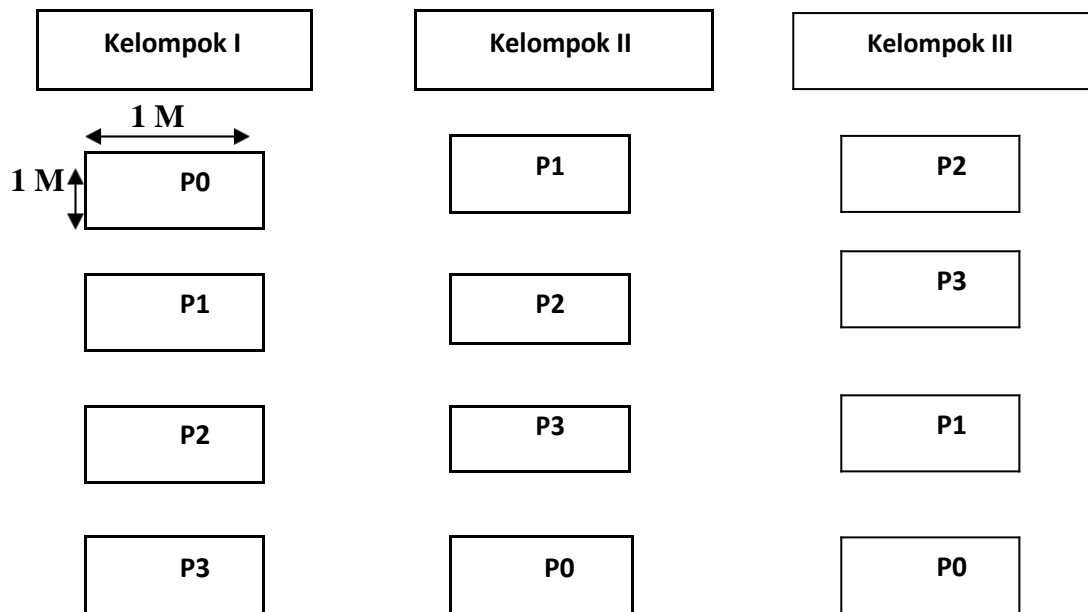 Kelompok I
Kelompok II
Kelompok III
1 M
1 M
P0
P1
P2
P1
P2
P3
P2
P3
P1
P3
P0
P0